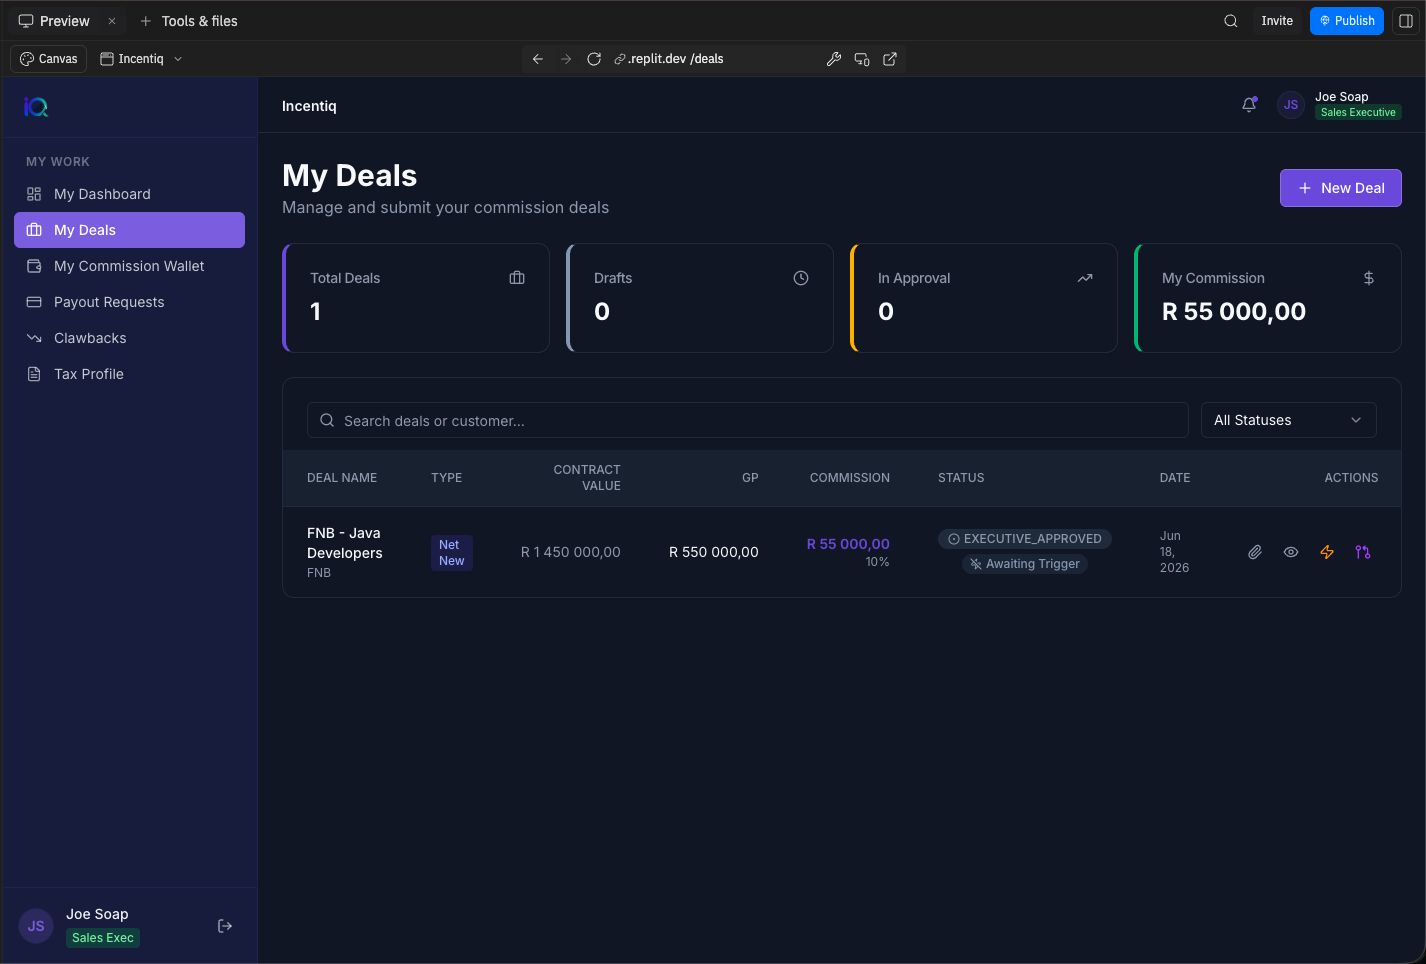 Preview
Tools & files
Invite
Publish
Canvas
Incentiq
.replit.dev /deals
iQ
Incentiq
JS
Joe Soap
Sales Executive
MY WORK
My Dashboard
My Deals
My Commission Wallet
Payout Requests
Clawbacks
Tax Profile
My Deals
Manage and submit your commission deals
New Deal
Total Deals
1
Drafts
0
In Approval
0
My Commission
R 55 000,00
Search deals or customer...
All Statuses
DEAL NAME
TYPE
CONTRACT
VALUE
GP
COMMISSION
STATUS
DATE
ACTIONS
FNB - Java
Developers
FNB
Net
New
R 1 450 000,00
R 550 000,00
R 55 000,00
10%
EXECUTIVE_APPROVED
Awaiting Trigger
Jun
18,
2026
JS
Joe Soap
Sales Exec